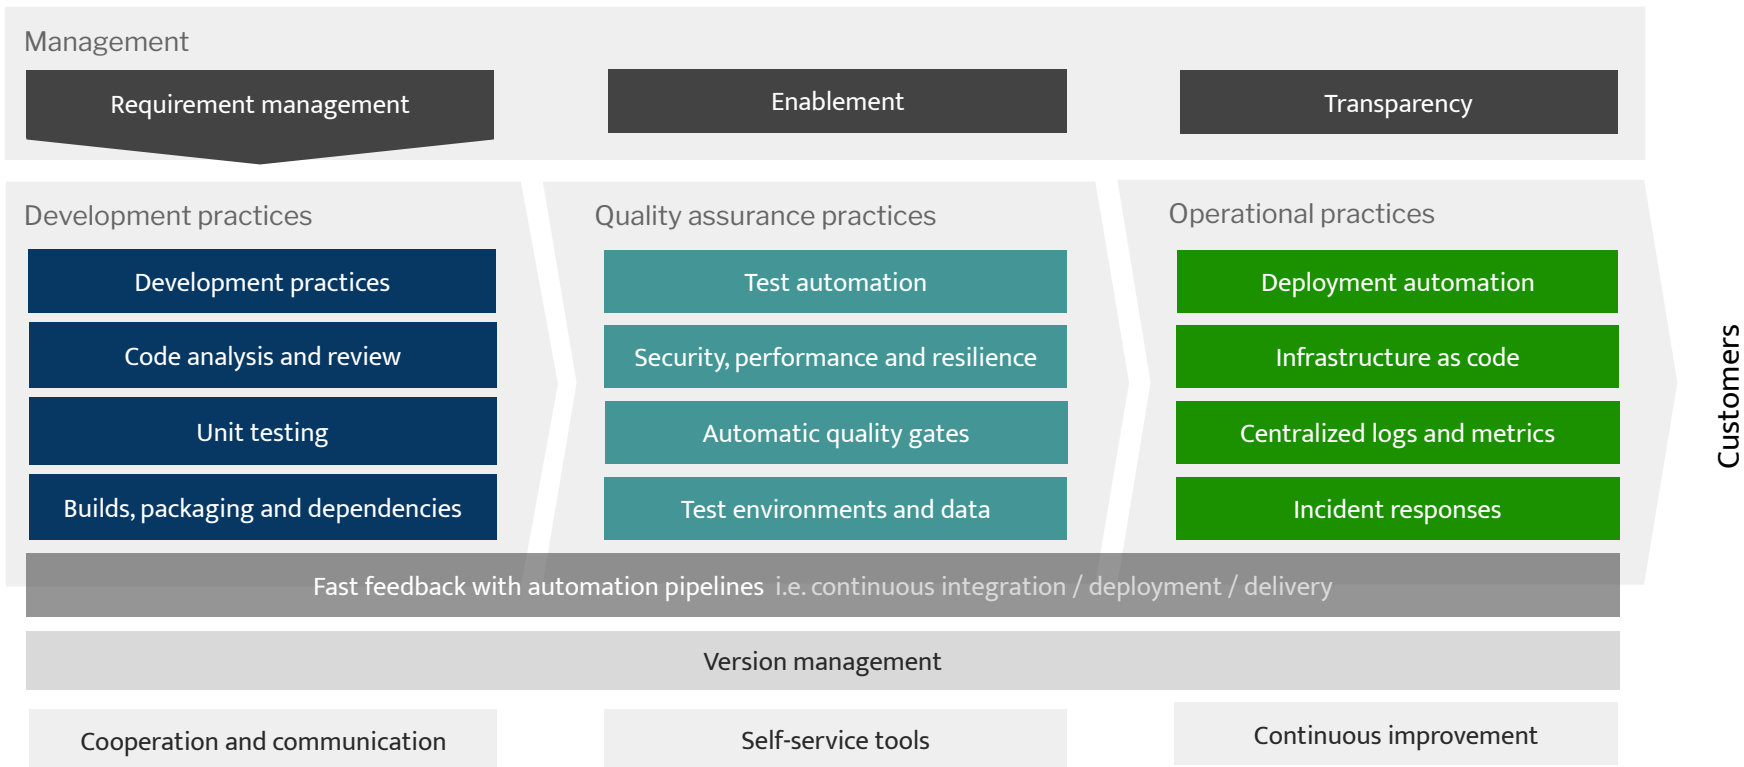 Management
Requirement management
Enablement
Transparency
Development practices
Development practices
Code analysis and review
Unit testing
Builds, packaging and dependencies
Quality assurance practices
Test automation
Security, performance and resilience
Automatic quality gates
Test environments and data
Operational practices
Deployment automation
Infrastructure as code
Centralized logs and metrics
Incident responses
Customers
Fast feedback with automation pipelines i.e. continuous integration / deployment / delivery
Version management
Cooperation and communication
Self-service tools
Continuous improvement